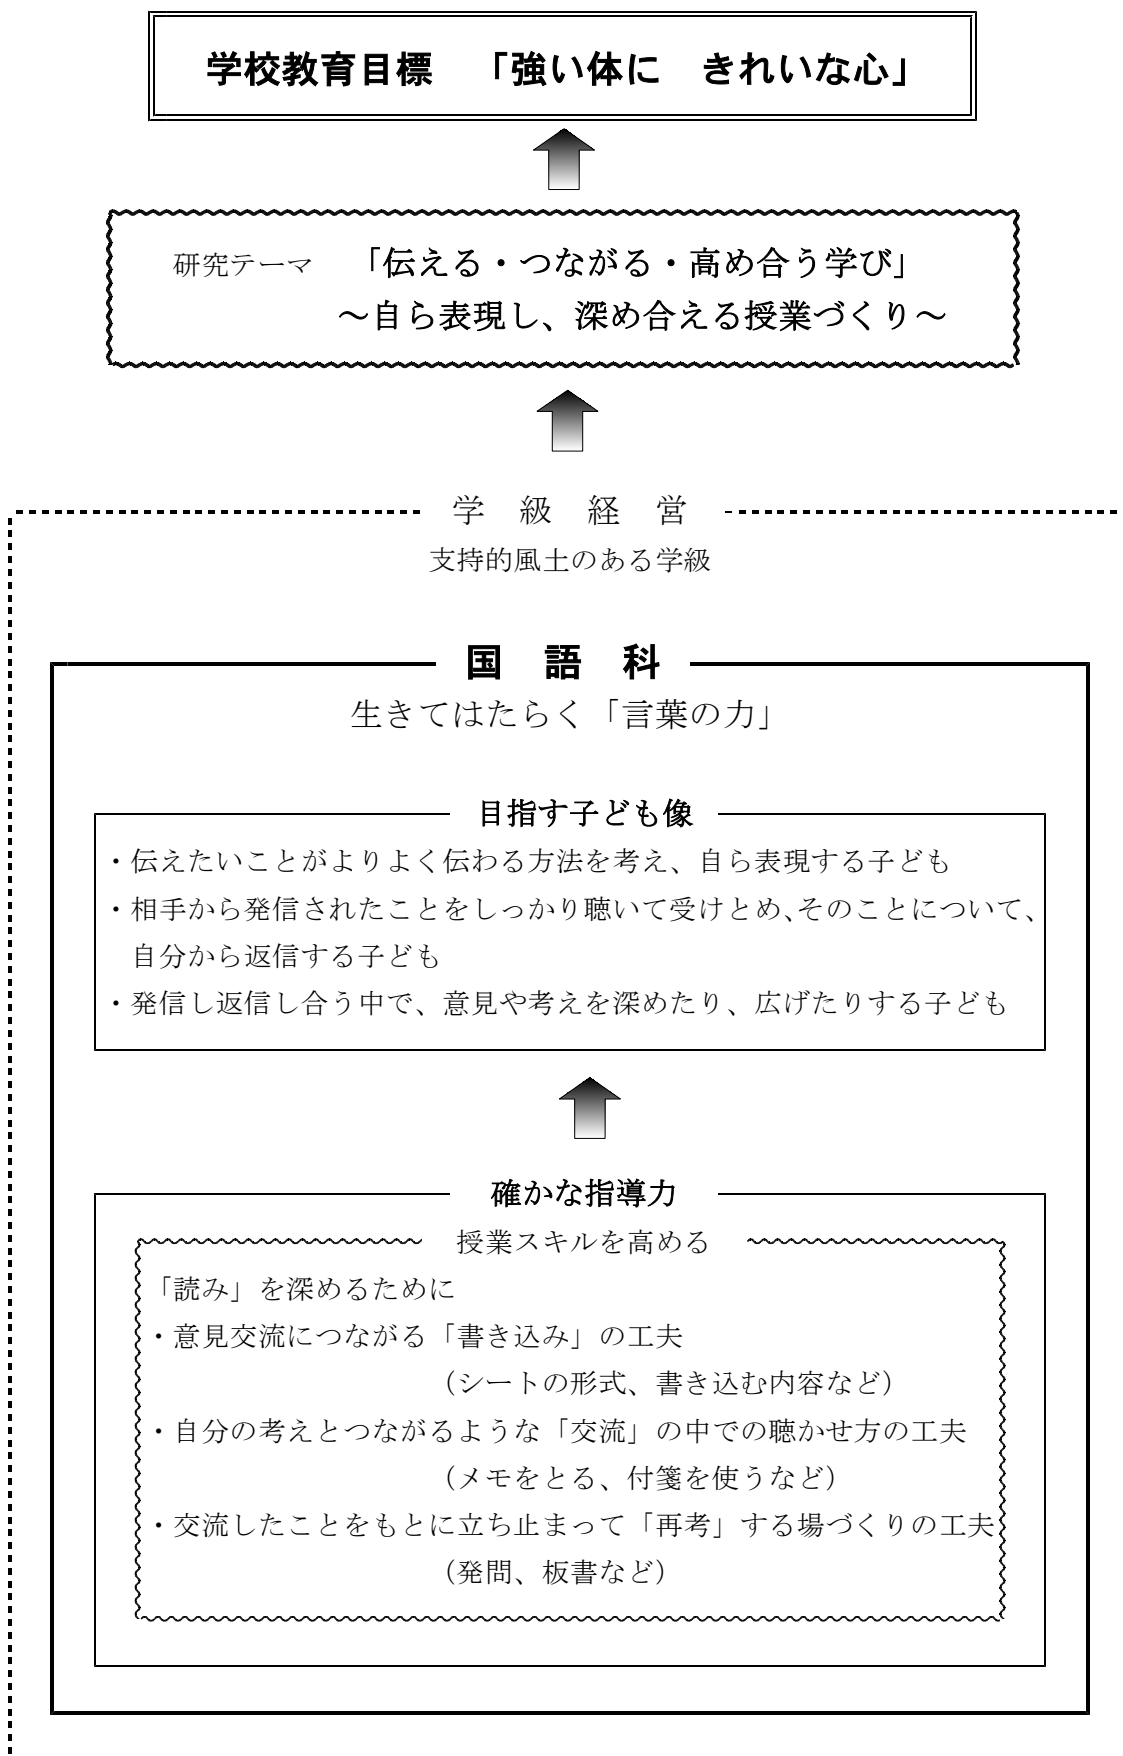 学校教育目標　「強い体に　きれいな心」
研究テーマ　「伝える・つながる・高め合う学び」
～自ら表現し、深め合える授業づくり～
学　級　経　営
支持的風土のある学級
国　語　科
生きてはたらく「言葉の力」
目指す子ども像
・伝えたいことがよりよく伝わる方法を考え、自ら表現する子ども
・相手から発信されたことをしっかり聴いて受けとめ、そのことについて、
自分から返信する子ども
・発信し返信し合う中で、意見や考えを深めたり、広げたりする子ども
確かな指導力
授業スキルを高める
「読み」を深めるために
・意見交流につながる「書き込み」の工夫
（シートの形式、書き込む内容など）
・自分の考えとつながるような「交流」の中での聴かせ方の工夫
（メモをとる、付箋を使うなど）
・交流したことをもとに立ち止まって「再考」する場づくりの工夫
（発問、板書など）